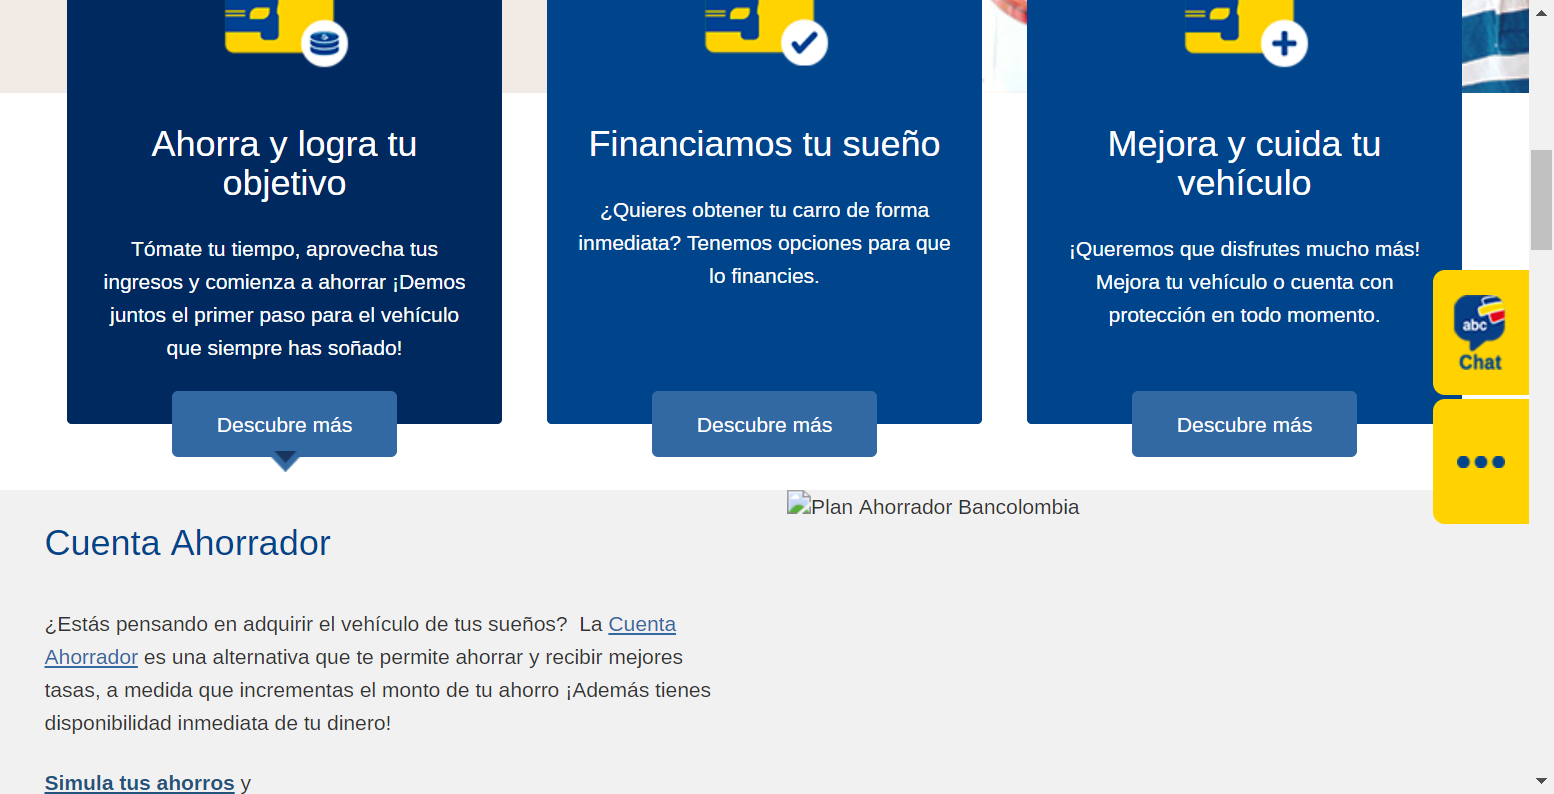 Ahorra y logra tu
objetivo
Tómate tu tiempo, aprovecha tus
ingresos y comienza a ahorrar ¡Demos
juntos el primer paso para el vehículo
que siempre has soñado!
Descubre más
Financiamos tu sueño
¿Quieres obtener tu carro de forma
inmediata? Tenemos opciones para que
lo financies.
Descubre más
Mejora y cuida tu
vehículo
¡Queremos que disfrutes mucho más!
Mejora tu vehículo o cuenta con
protección en todo momento.
Descubre más
abc
Chat
Cuenta Ahorrador
¿Estás pensando en adquirir el vehículo de tus sueños?  La Cuenta
Ahorrador es una alternativa que te permite ahorrar y recibir mejores
tasas, a medida que incrementas el monto de tu ahorro ¡Además tienes
disponibilidad inmediata de tu dinero!
Simula tus ahorros y
Plan Ahorrador Bancolombia